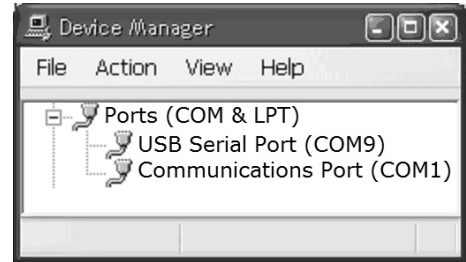 Device Manager
File Action View Help
Ports (COM & LPT)
USB Serial Port (COM9)
Communications Port (COM1)